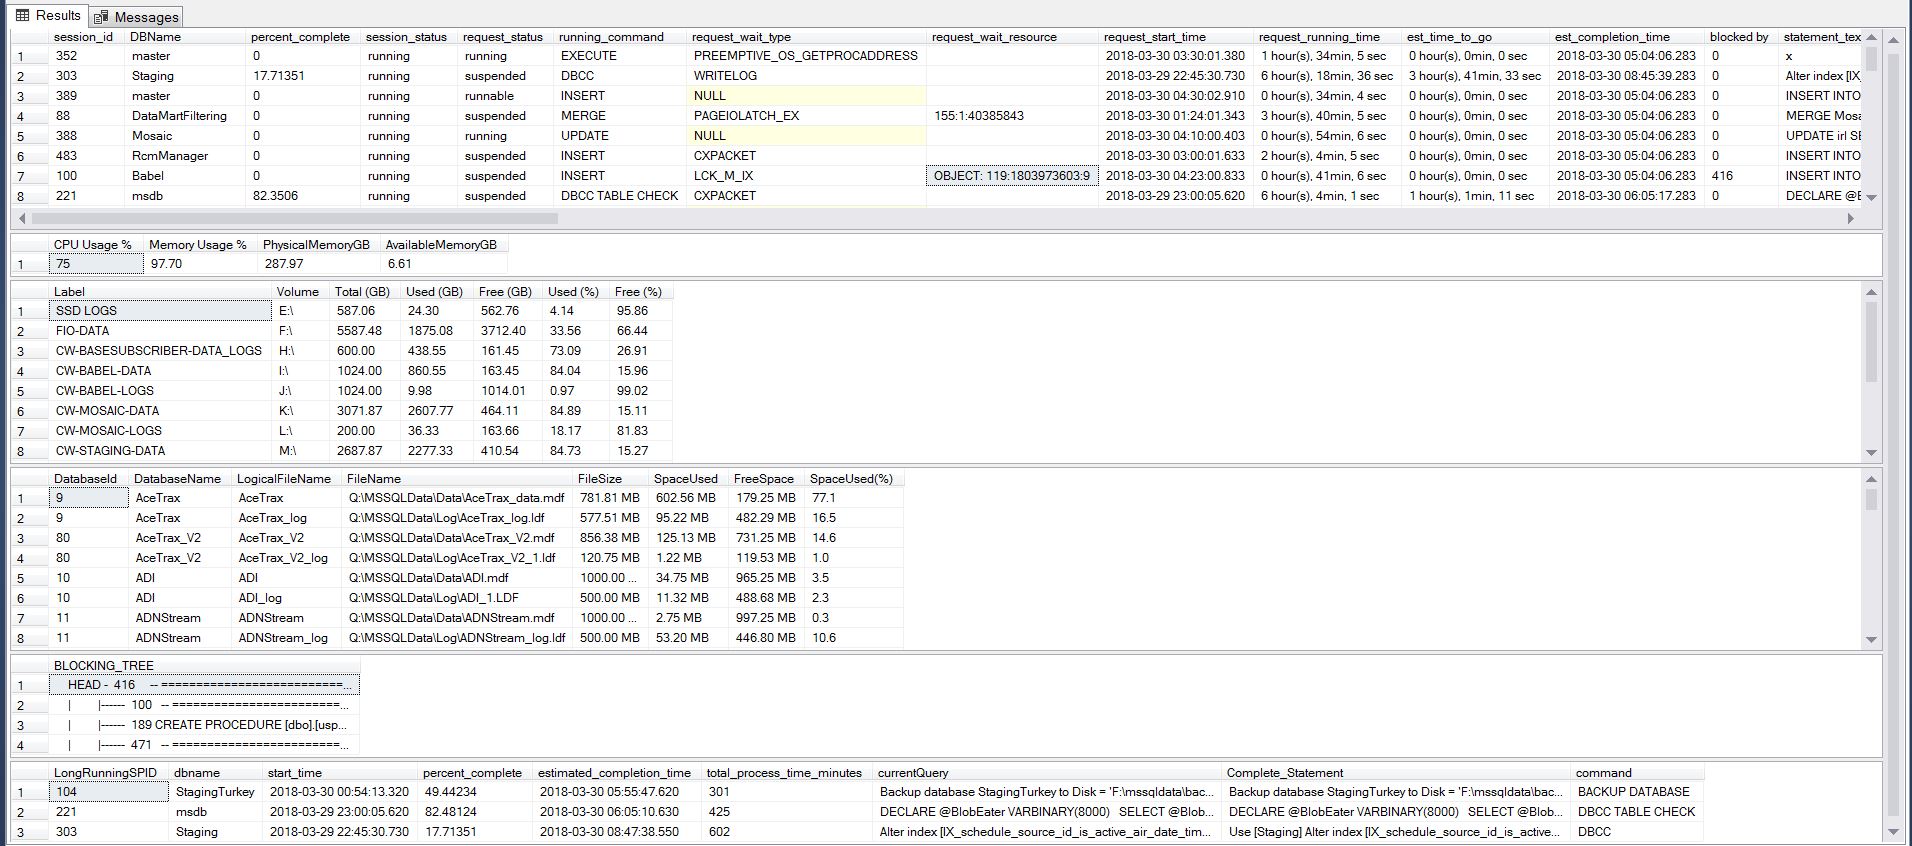 Results Messages
session_id DBName percent_complete session_status request_status running_command request_wait_type request_wait_resource request_start_time request_running_time est_time_to_go est_completion_time blocked by statement_tex
1 352 master 0 running running EXECUTE PREEMPTIVE_OS_GETPROCADDRESS 2018-03-30 03:30:01.380 1 hour(s), 34min, 5 sec 0 hour(s), 0min, 0 sec 2018-03-30 05:04:06.283 0 x
2 303 Staging 17.71351 running suspended DBCC WRITELOG 2018-03-29 22:45:30.730 6 hour(s), 18min, 36 sec 3 hour(s), 41min, 33 sec 2018-03-30 08:45:39.283 0 Alter index [IX_
3 389 master 0 running runnable INSERT NULL 2018-03-30 04:30:02.910 0 hour(s), 34min, 4 sec 0 hour(s), 0min, 0 sec 2018-03-30 05:04:06.283 0 INSERT INTO
4 88 DataMartFiltering 0 running suspended MERGE PAGEIOLATCH_EX 155:1:40385843 2018-03-30 01:24:01.343 3 hour(s), 40min, 5 sec 0 hour(s), 0min, 0 sec 2018-03-30 05:04:06.283 0 MERGE Mosa
5 388 Mosaic 0 running running UPDATE NULL 2018-03-30 04:10:00.403 0 hour(s), 54min, 6 sec 0 hour(s), 0min, 0 sec 2018-03-30 05:04:06.283 0 UPDATE irl SE
6 483 RcmManager 0 running suspended INSERT CXPACKET 2018-03-30 03:00:01.633 2 hour(s), 4min, 5 sec 0 hour(s), 0min, 0 sec 2018-03-30 05:04:06.283 0 INSERT INTO
7 100 Babel 0 running suspended INSERT LCK_M_IX OBJECT: 119:1803973603:9 2018-03-30 04:23:00.833 0 hour(s), 41min, 6 sec 0 hour(s), 0min, 0 sec 2018-03-30 05:04:06.283 416 INSERT INTO
8 221 msdb 82.3506 running suspended DBCC TABLE CHECK CXPACKET 2018-03-29 23:00:05.620 6 hour(s), 4min, 1 sec 1 hour(s), 1min, 11 sec 2018-03-30 06:05:17.283 0 DECLARE @E
CPU Usage % Memory Usage % PhysicalMemoryGB AvailableMemoryGB
1 75 97.70 287.97 6.61
Label Volume Total (GB) Used (GB) Free (GB) Used (%) Free (%)
1 SSD LOGS E:\ 587.06 24.30 562.76 4.14 95.86
2 FIO-DATA F:\ 5587.48 1875.08 3712.40 33.56 66.44
3 CW-BASESUBSCRIBER-DATA_LOGS H:\ 600.00 438.55 161.45 73.09 26.91
4 CW-BABEL-DATA I:\ 1024.00 860.55 163.45 84.04 15.96
5 CW-BABEL-LOGS J:\ 1024.00 9.98 1014.01 0.97 99.02
6 CW-MOSAIC-DATA K:\ 3071.87 2607.77 464.11 84.89 15.11
7 CW-MOSAIC-LOGS L:\ 200.00 36.33 163.66 18.17 81.83
8 CW-STAGING-DATA M:\ 2687.87 2277.33 410.54 84.73 15.27
DatabaseId DatabaseName LogicalFileName FileName FileSize SpaceUsed FreeSpace SpaceUsed(%)
1 9 AceTrax AceTrax Q:\MSSQLData\Data\AceTrax_data.mdf 781.81 MB 602.56 MB 179.25 MB 77.1
2 9 AceTrax AceTrax_log Q:\MSSQLData\Log\AceTrax_log.ldf 577.51 MB 95.22 MB 482.29 MB 16.5
3 80 AceTrax_V2 AceTrax_V2 Q:\MSSQLData\Data\AceTrax_V2.mdf 856.38 MB 125.13 MB 731.25 MB 14.6
4 80 AceTrax_V2 AceTrax_V2_log Q:\MSSQLData\Log\AceTrax_V2_1.ldf 120.75 MB 1.22 MB 119.53 MB 1.0
5 10 ADI ADI Q:\MSSQLData\Data\ADI.mdf 1000.00 ... 34.75 MB 965.25 MB 3.5
6 10 ADI ADI_log Q:\MSSQLData\Log\ADI_1.LDF 500.00 MB 11.32 MB 488.68 MB 2.3
7 11 ADNStream ADNStream Q:\MSSQLData\Data\ADNStream.mdf 1000.00 ... 2.75 MB 997.25 MB 0.3
8 11 ADNStream ADNStream_log Q:\MSSQLData\Log\ADNStream_log.ldf 500.00 MB 53.20 MB 446.80 MB 10.6
BLOCKING_TREE
1 HEAD - 416 -- ==========================...
2 | |------ 100 -- ========================...
3 | |------ 189 CREATE PROCEDURE [dbo].[usp...
4 | |------ 471 -- ========================...
LongRunningSPID dbname start_time percent_complete estimated_completion_time total_process_time_minutes currentQuery Complete_Statement command
1 104 StagingTurkey 2018-03-30 00:54:13.320 49.44234 2018-03-30 05:55:47.620 301 Backup database StagingTurkey to Disk = 'F:\mssqldata\bac... Backup database StagingTurkey to Disk = 'F:\mssqldata\bac... BACKUP DATABASE
2 221 msdb 2018-03-29 23:00:05.620 82.48124 2018-03-30 06:05:10.630 425 DECLARE @BlobEater VARBINARY(8000) SELECT @Blob... DECLARE @BlobEater VARBINARY(8000) SELECT @Blob... DBCC TABLE CHECK
3 303 Staging 2018-03-29 22:45:30.730 17.71351 2018-03-30 08:47:38.550 602 Alter index [IX_schedule_source_id_is_active_air_date_tim... Use [Staging] Alter index [IX_schedule_source_id_is_active... DBCC